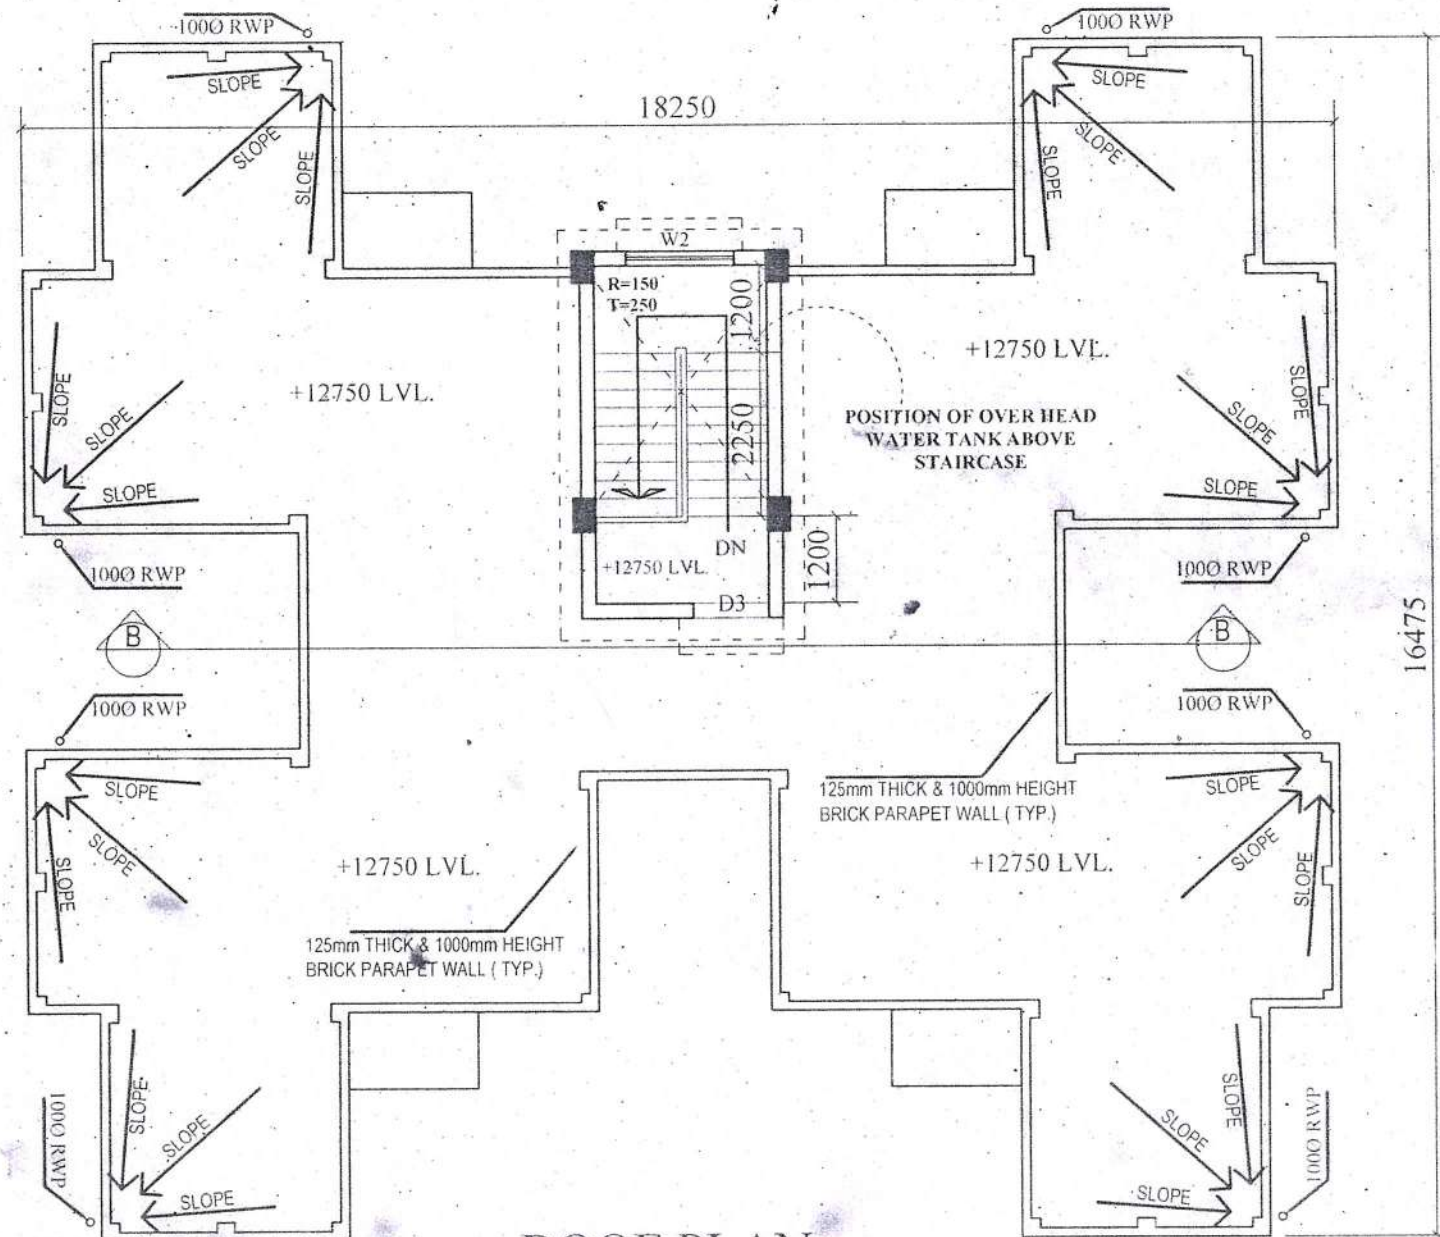 100Ø RWP
100Ø RWP
18250
SLOPE
SLOPE
SLOPE
SLOPE
SLOPE
SLOPE
W2
R=150
T=250
1200
+12750 LVL.
+12750 LVL.
SLOPE
SLOPE
SLOPE
2250
POSITION OF OVER HEAD
WATER TANK ABOVE
STAIRCASE
SLOPE
SLOPE
SLOPE
DN
+12750 LVL.
1200
D3
100Ø RWP
100Ø RWP
B
B
16475
100Ø RWP
100Ø RWP
SLOPE
SLOPE
SLOPE
125mm THICK & 1000mm HEIGHT
BRICK PARAPET WALL ( TYP.)
SLOPE
SLOPE
SLOPE
+12750 LVL.
+12750 LVL.
125mm THICK & 1000mm HEIGHT
BRICK PARAPET WALL ( TYP.)
100Ø RWP
SLOPE
SLOPE
SLOPE
SLOPE
SLOPE
SLOPE
100Ø RWP
ROOF PLAN